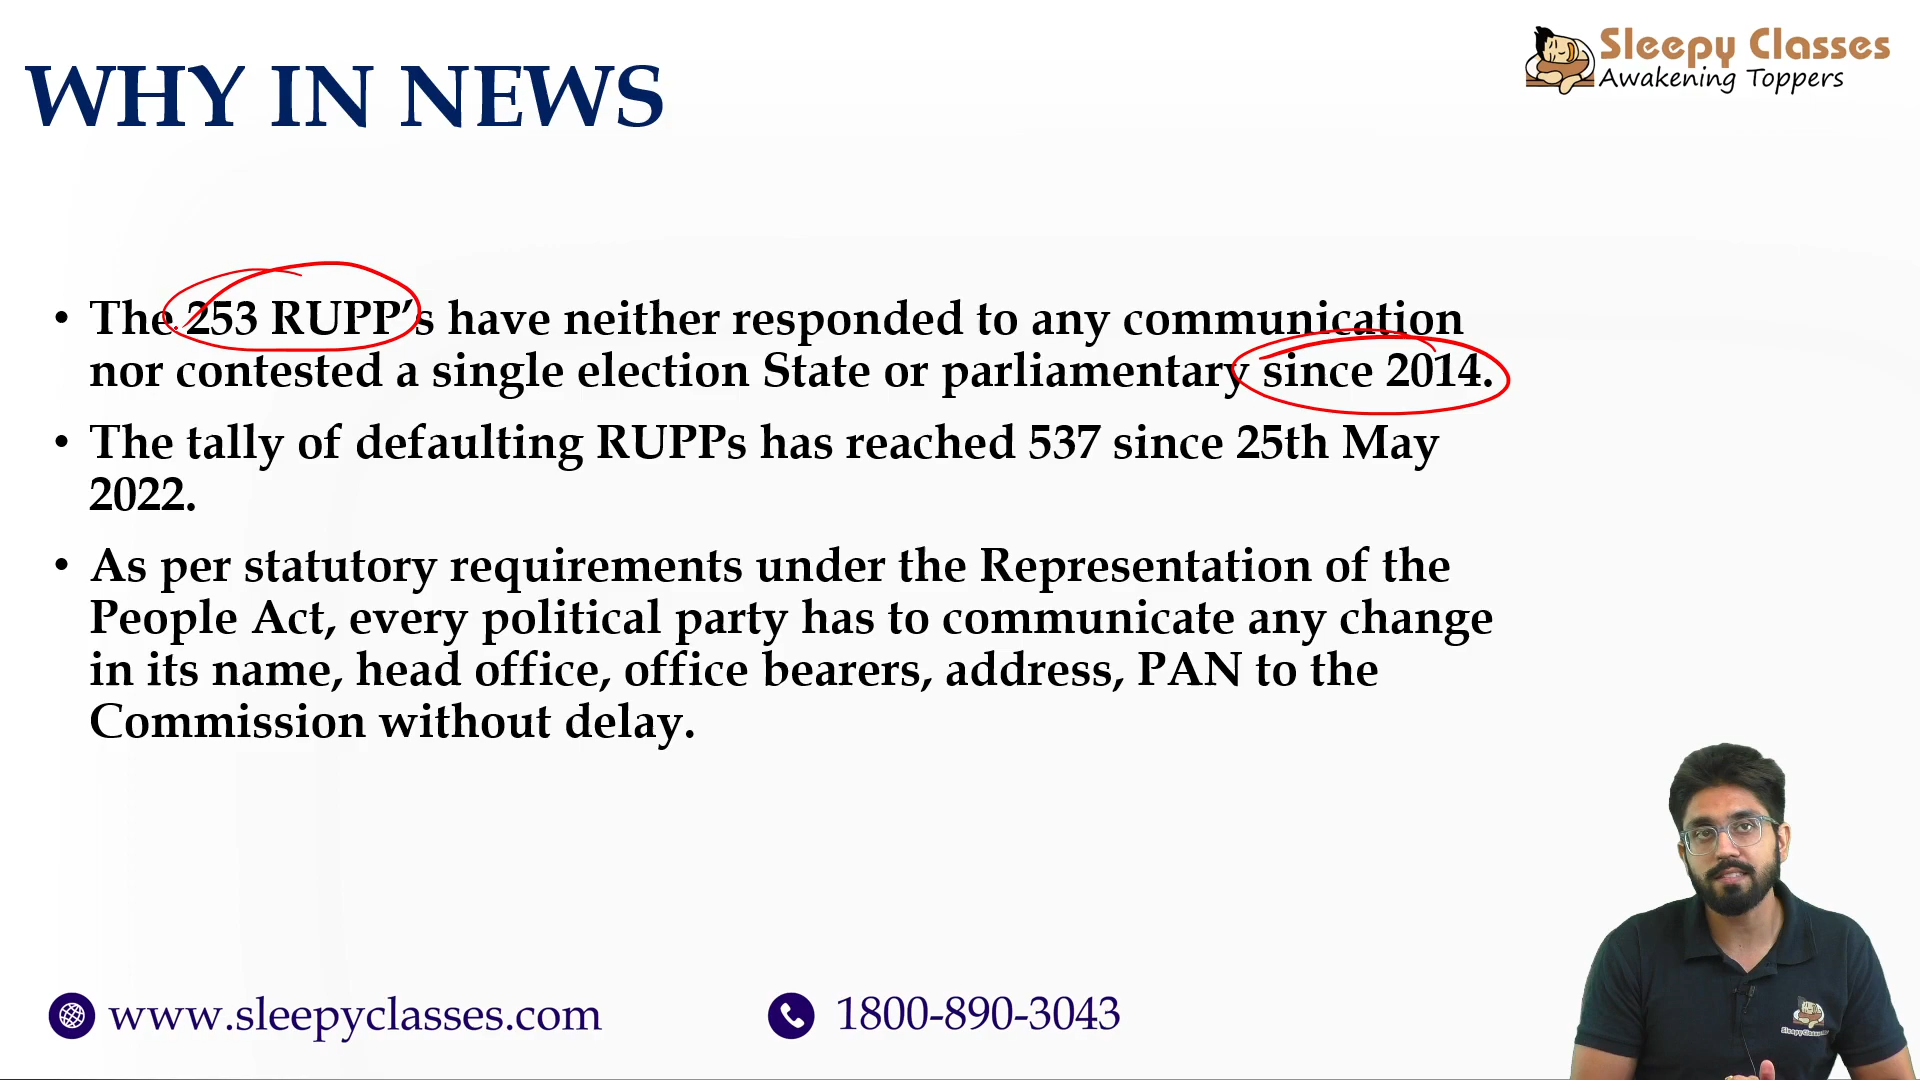 WHY IN NEWS
Sleepy Classes
Awakening Toppers
• The 253 RUPP’s have neither responded to any communication
nor contested a single election State or parliamentary since 2014.
• The tally of defaulting RUPPs has reached 537 since 25th May
2022.
• As per statutory requirements under the Representation of the
People Act, every political party has to communicate any change
in its name, head office, office bearers, address, PAN to the
Commission without delay.
www.sleepyclasses.com
1800-890-3043
Sleepy Classes